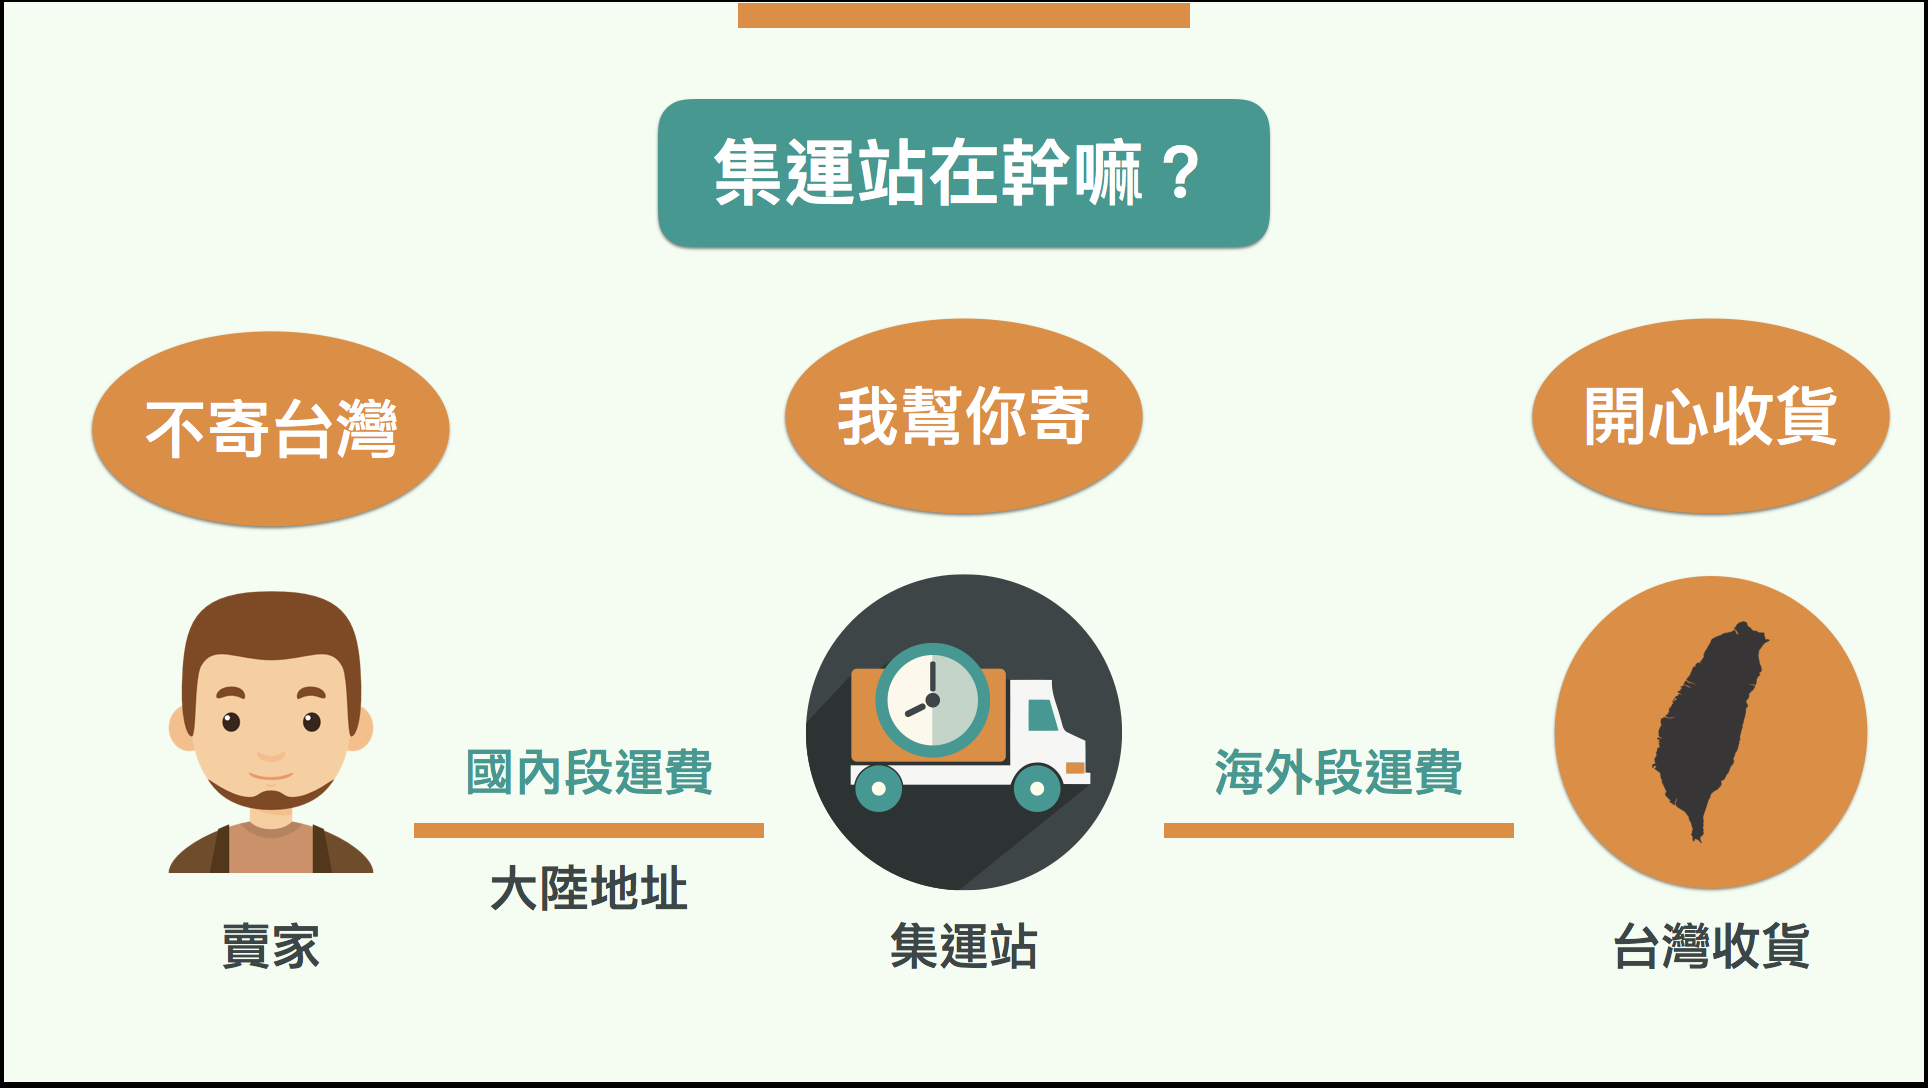 集運站在幹嘛？
不寄台灣
我幫你寄
開心收貨
國內段運費
海外段運費
大陸地址
賣家
集運站
台灣收貨